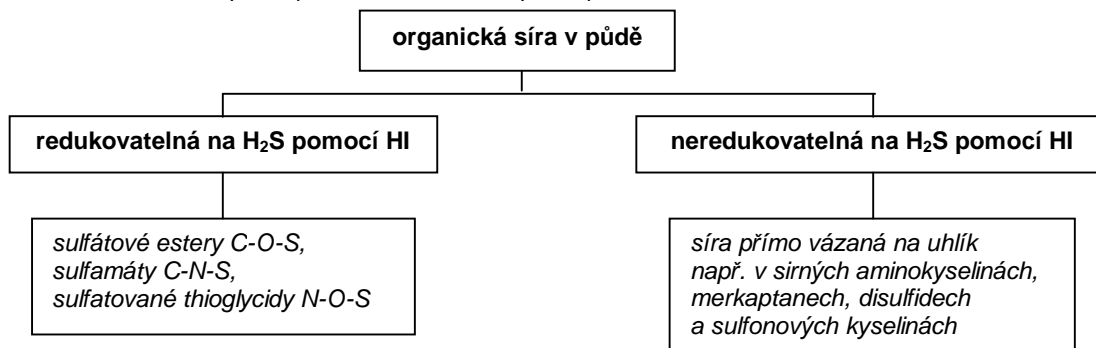 organická síra v půdě
redukovatelná na H₂S pomocí HI
neredukovatelná na H₂S pomocí HI
sulfátové estery C-O-S,
sulfamáty C-N-S,
sulfatované thioglycidy N-O-S
síra přímo vázaná na uhlík
např. v sirných aminokyselinách,
merkaptanech, disulfidech
a sulfonových kyselinách